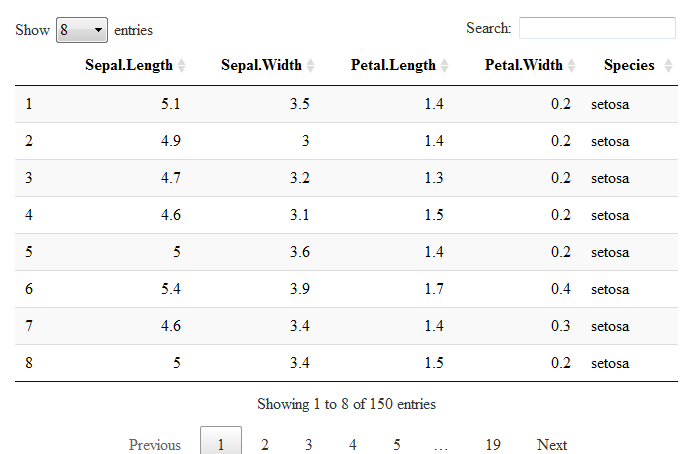 Show 8 entries Search:
Sepal.Length Sepal.Width Petal.Length Petal.Width Species
1 5.1 3.5 1.4 0.2 setosa
2 4.9 3 1.4 0.2 setosa
3 4.7 3.2 1.3 0.2 setosa
4 4.6 3.1 1.5 0.2 setosa
5 5 3.6 1.4 0.2 setosa
6 5.4 3.9 1.7 0.4 setosa
7 4.6 3.4 1.4 0.3 setosa
8 5 3.4 1.5 0.2 setosa
Showing 1 to 8 of 150 entries
Previous 1 2 3 4 5 … 19 Next